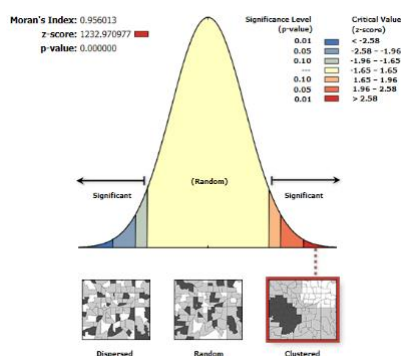 Moran's Index: 0.956013
z-score: 1232.970977
p-value: 0.000000
Significance Level
(p-value)
Critical Value
(z-score)
0.01 < -2.58
0.05 -2.58 – -1.96
0.10 -1.96 – -1.65
--- -1.65 – 1.65
0.10 1.65 – 1.96
0.05 1.96 – 2.58
0.01 > 2.58
Significant
(Random)
Significant
Dispersed
Random
Clustered